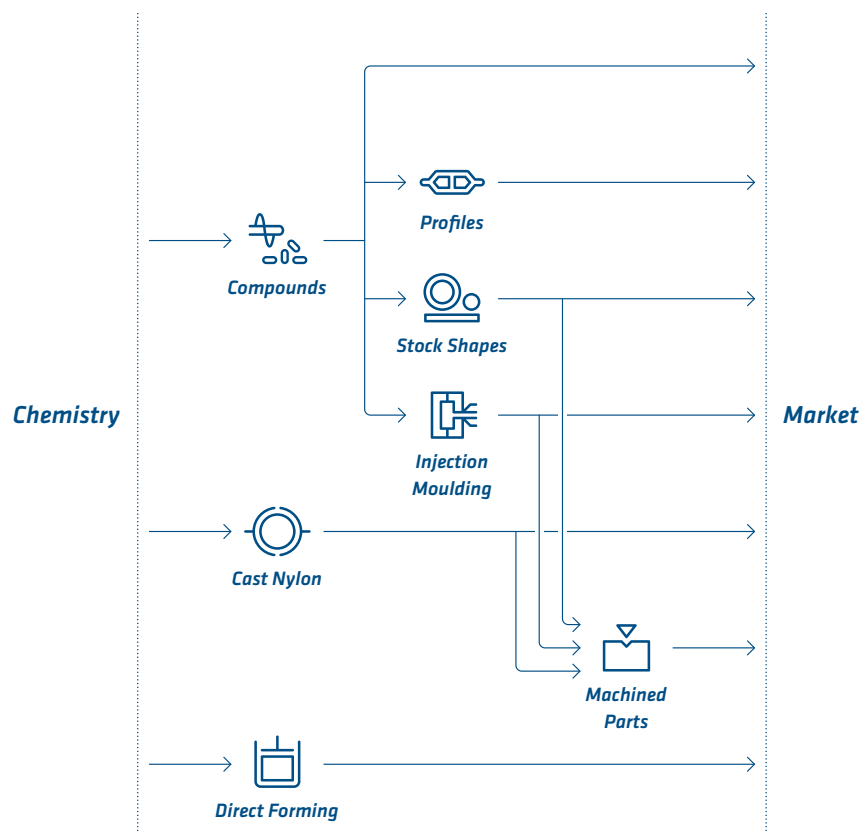 Profiles
Compounds
Stock Shapes
Chemistry
Market
Injection
Moulding
Cast Nylon
Machined
Parts
Direct Forming